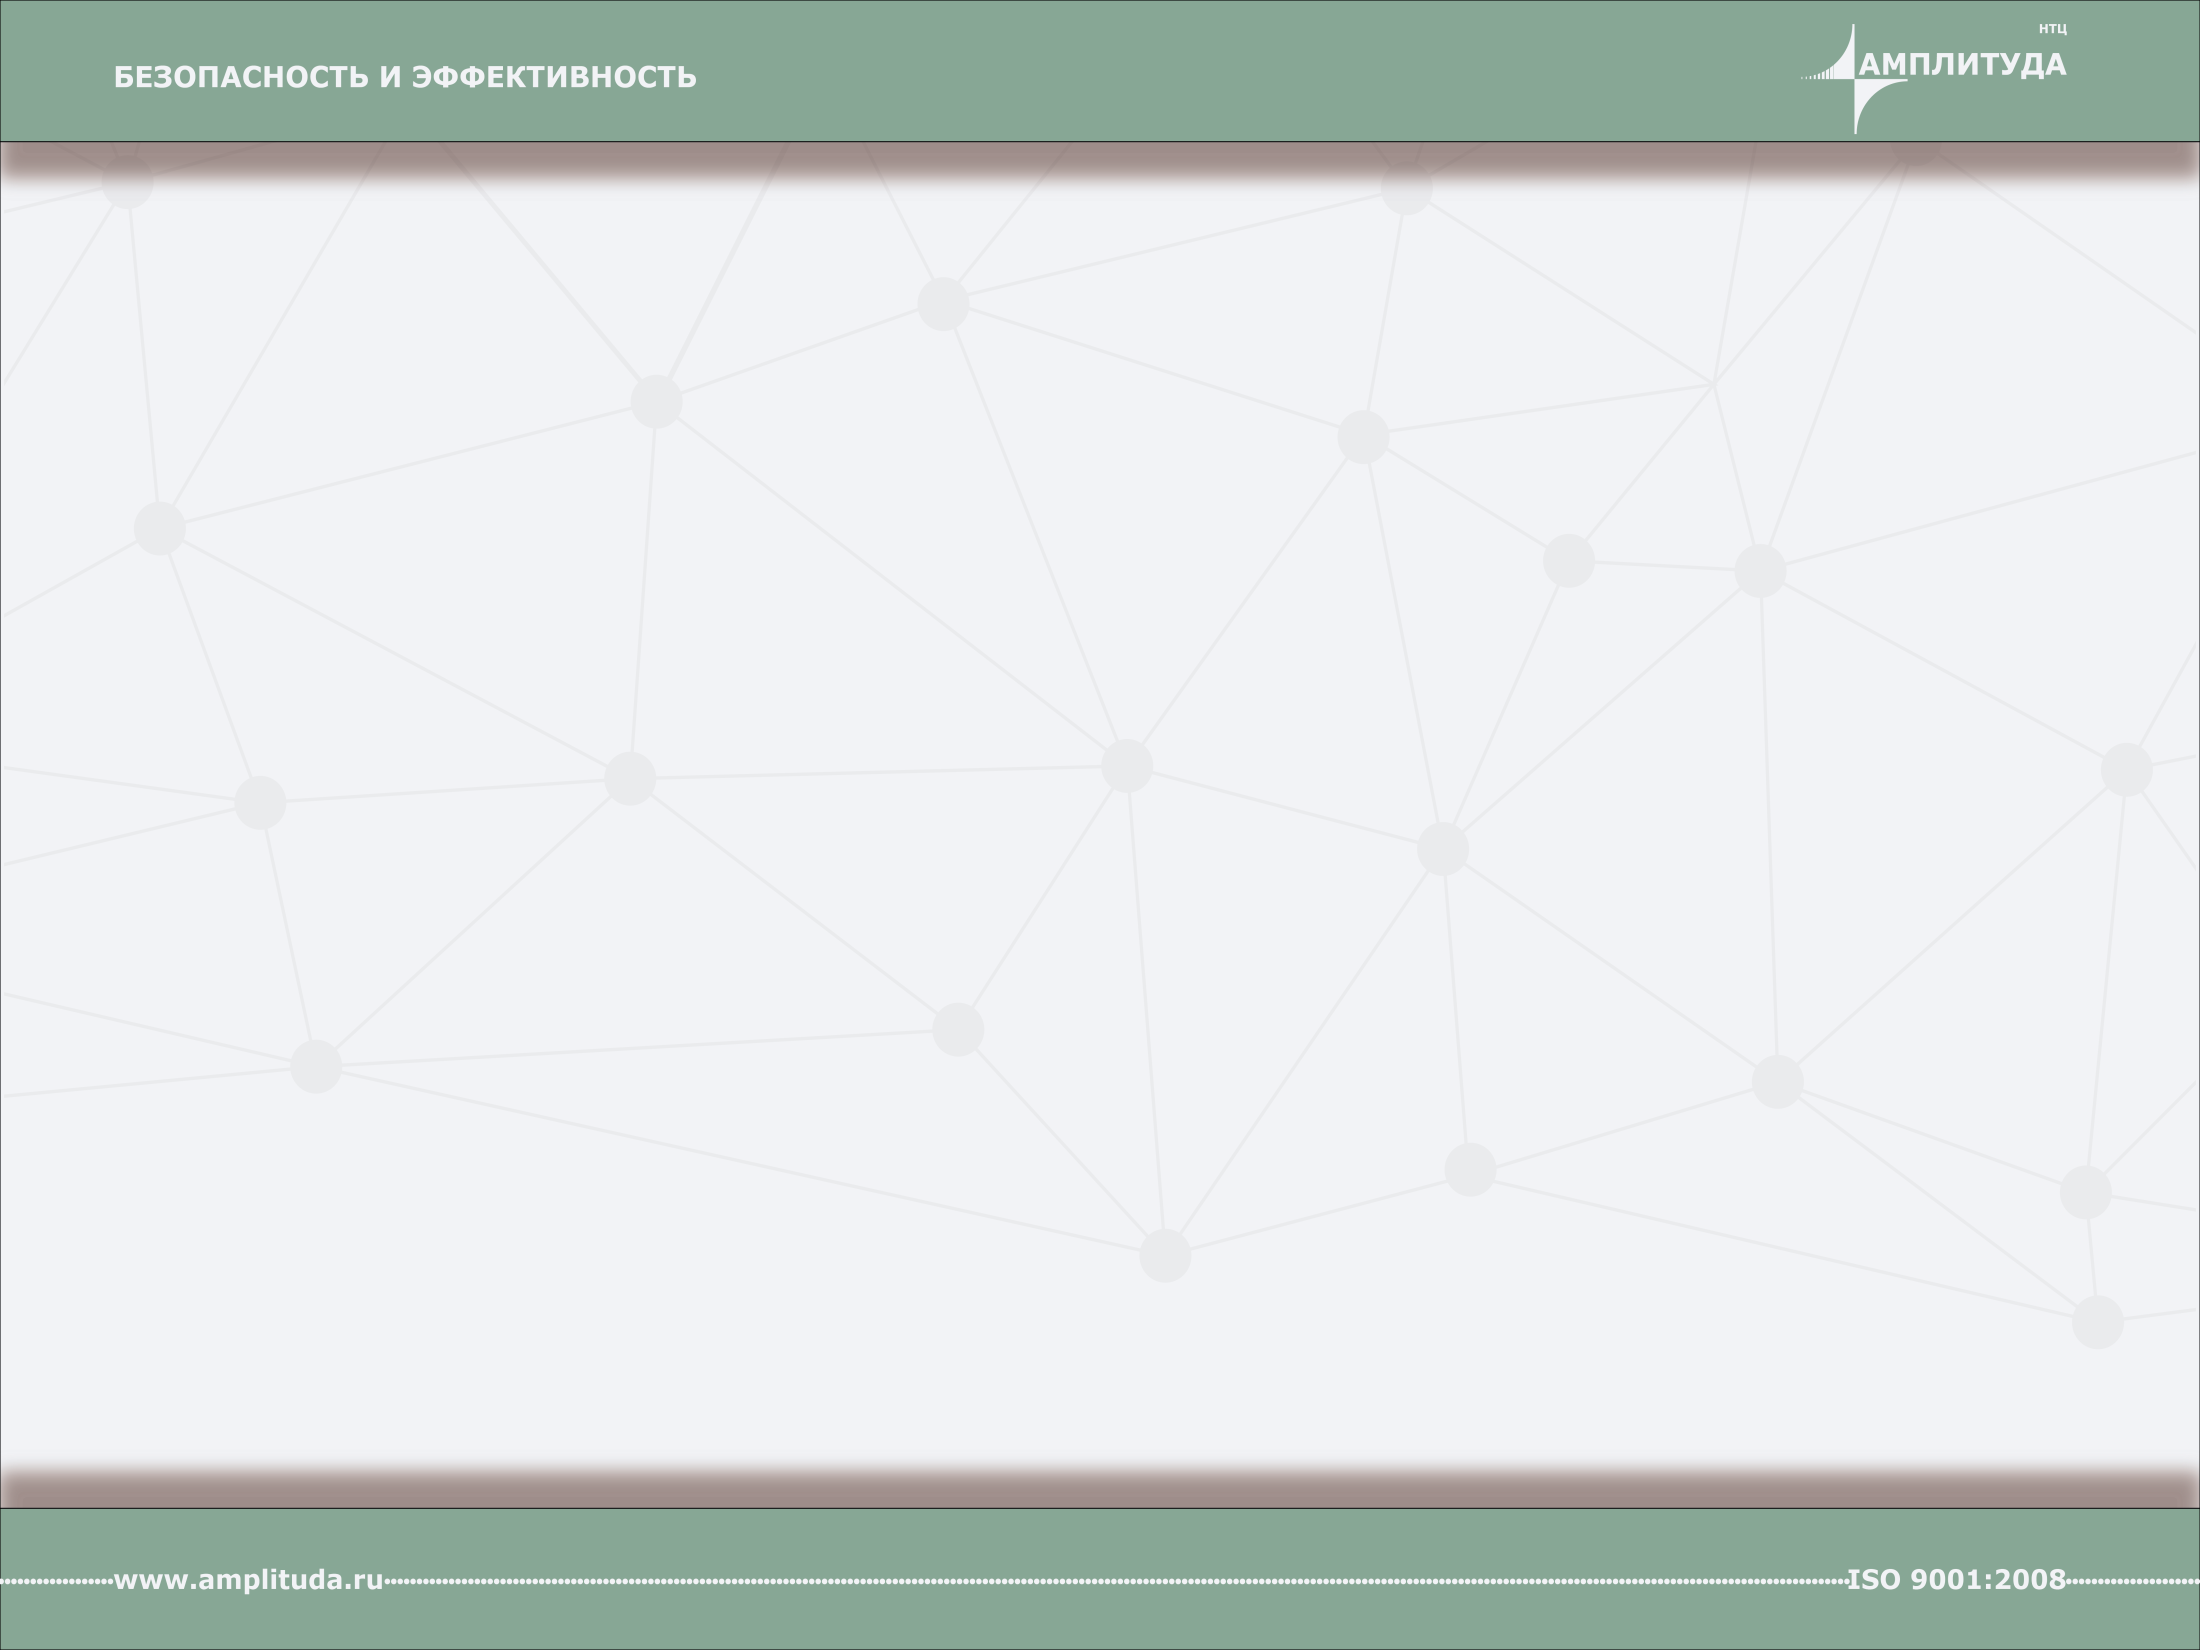 БЕЗОПАСНОСТЬ И ЭФФЕКТИВНОСТЬ
НТЦ
АМПЛИТУДА
www.amplituda.ru
ISO 9001:2008